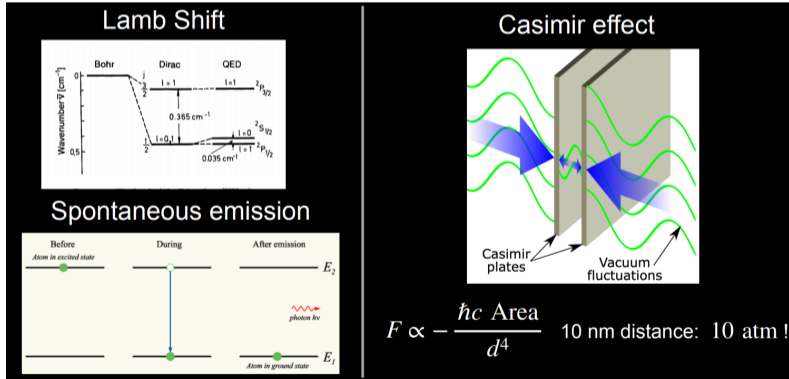 Lamb Shift
Bohr Dirac QED
Wavenumber ν̄ [cm⁻¹]
0
0,5
j
3/2
l = 1
l=1
²P₃/₂
0.365 cm⁻¹
1/2
l=0,1
l=0
²S₁/₂
l = 1
²P₁/₂
0.035 cm⁻¹
Spontaneous emission
Before During After emission
Atom in excited state
E₂
photon hν
E₁
Atom in ground state
Casimir effect
Casimir
plates
Vacuum
fluctuations
F ∝ − ħc Area / d⁴ 10 nm distance: 10 atm !